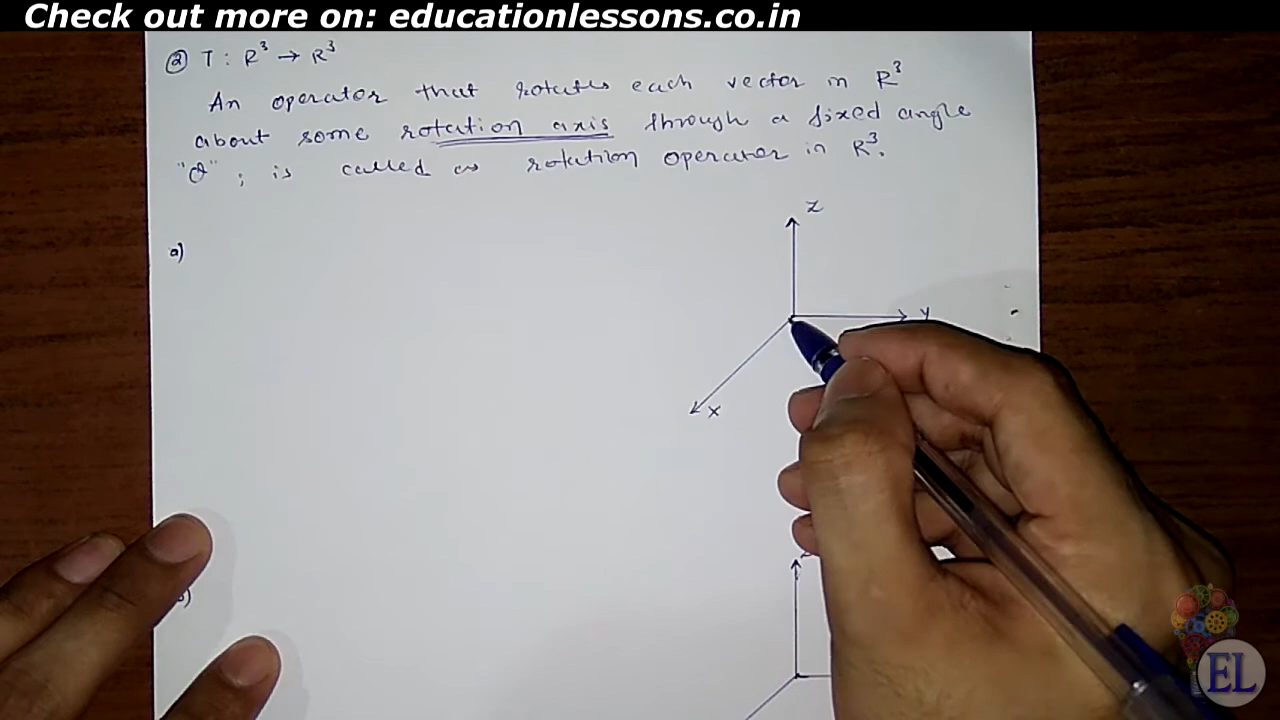 Check out more on: educationlessons.co.in
② T : R³ → R³
An operator that rotates each vector in R³
about some rotation axis through a fixed angle
"θ" ; is called as rotation operator in R³.
z
a)
y
x
EL